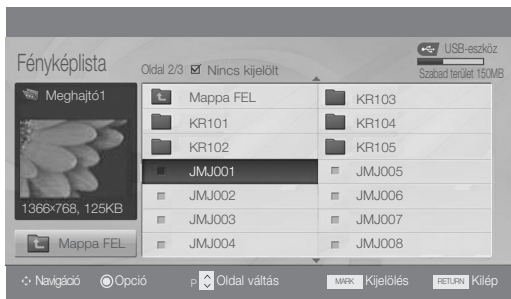 USB-eszköz
Fényképlista
Oldal 2/3 Nincs kijelölt
Szabad terület 150MB
Meghajtó1
1366×768, 125KB
Mappa FEL
Mappa FEL
KR101
KR102
JMJ001
JMJ002
JMJ003
JMJ004
KR103
KR104
KR105
JMJ005
JMJ006
JMJ007
JMJ008
Navigáció Opció P Oldal váltás MARK Kijelölés RETURN Kilép